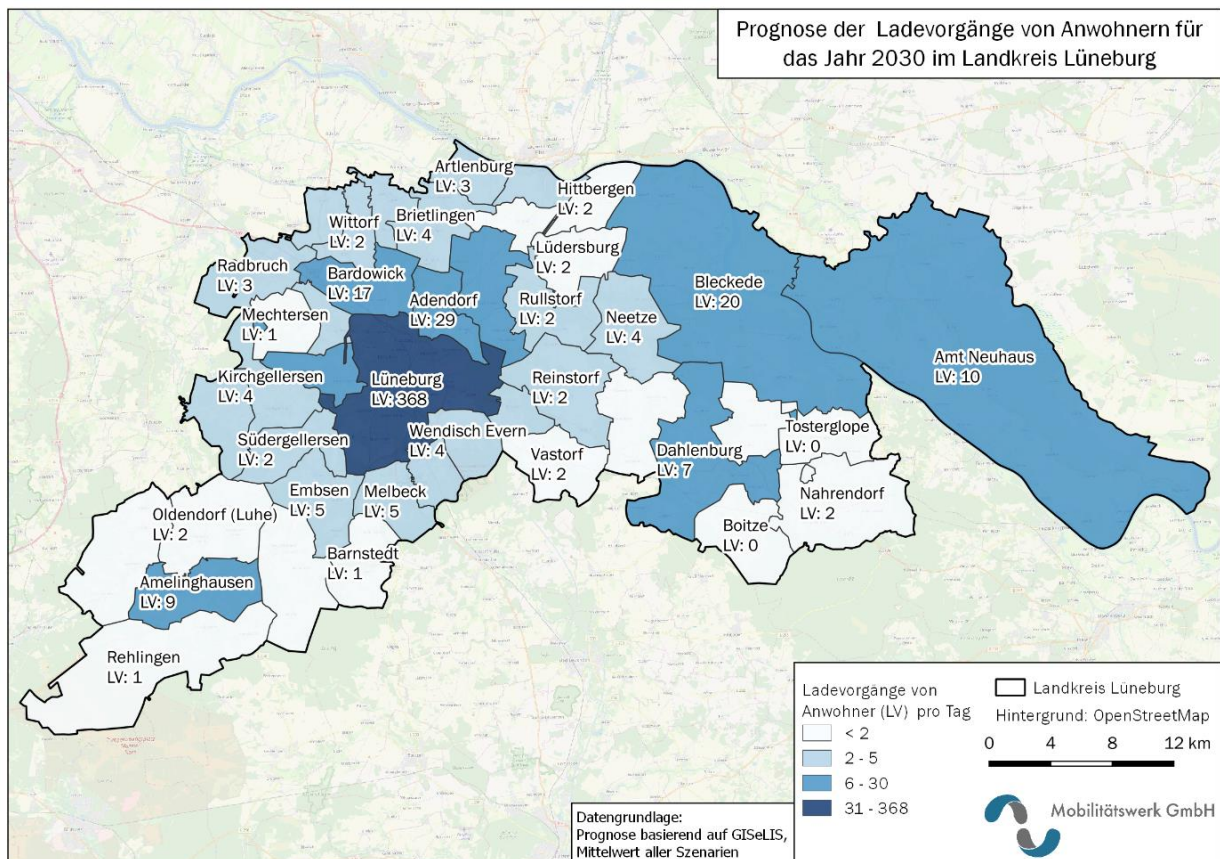 Prognose der Ladevorgänge von Anwohnern für
das Jahr 2030 im Landkreis Lüneburg
Artlenburg
LV: 3
Hittbergen
LV: 2
Wittorf
LV: 2
Brietlingen
LV: 4
Lüdersburg
LV: 2
Radbruch
LV: 3
Bardowick
LV: 17
Adendorf
LV: 29
Rullstorf
LV: 2
Neetze
LV: 4
Bleckede
LV: 20
Mechtersen
LV: 1
Amt Neuhaus
LV: 10
Kirchgellersen
LV: 4
Lüneburg
LV: 368
Reinstorf
LV: 2
Südergellersen
LV: 2
Wendisch Evern
LV: 4
Vastorf
LV: 2
Dahlenburg
LV: 7
Tosterglope
LV: 0
Nahrendorf
LV: 2
Boitze
LV: 0
Embsen
LV: 5
Melbeck
LV: 5
Oldendorf (Luhe)
LV: 2
Barnstedt
LV: 1
Amelinghausen
LV: 9
Rehlingen
LV: 1
Ladevorgänge von
Anwohner (LV) pro Tag
< 2
2 - 5
6 - 30
31 - 368
Landkreis Lüneburg
Hintergrund: OpenStreetMap
0 4 8 12 km
Mobilitätswerk GmbH
Datengrundlage:
Prognose basierend auf GISeLIS,
Mittelwert aller Szenarien